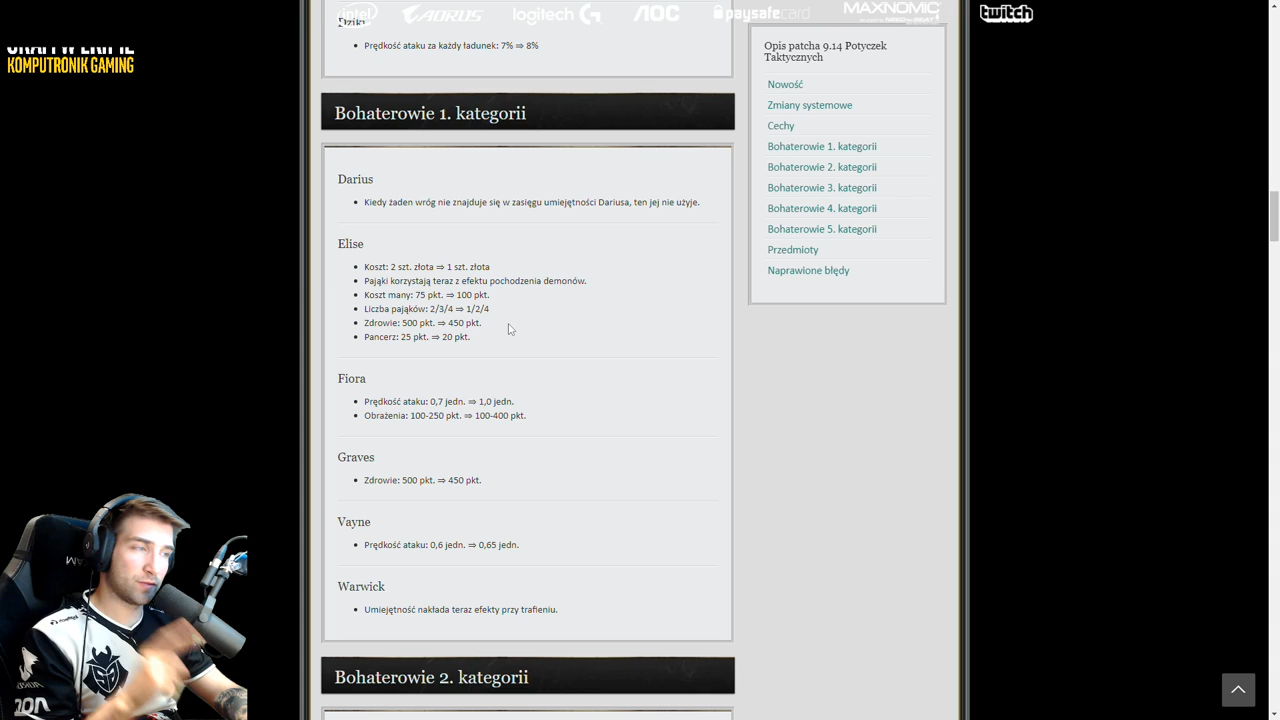 intel
AORUS
logitech G
AOC
paysafecard
MAXNOMIC
twitch
KOMPUTRONIK GAMING
Prędkość ataku za każdy ładunek: 7% ⇒ 8%
Bohaterowie 1. kategorii
Darius
Kiedy żaden wróg nie znajduje się w zasięgu umiejętności Dariusa, ten jej nie użyje.
Elise
Koszt: 2 szt. złota ⇒ 1 szt. złota
Pająki korzystają teraz z efektu pochodzenia demonów.
Koszt many: 75 pkt. ⇒ 100 pkt.
Liczba pająków: 2/3/4 ⇒ 1/2/4
Zdrowie: 500 pkt. ⇒ 450 pkt.
Pancerz: 25 pkt. ⇒ 20 pkt.
Fiora
Prędkość ataku: 0,7 jedn. ⇒ 1,0 jedn.
Obrażenia: 100-250 pkt. ⇒ 100-400 pkt.
Graves
Zdrowie: 500 pkt. ⇒ 450 pkt.
Vayne
Prędkość ataku: 0,6 jedn. ⇒ 0,65 jedn.
Warwick
Umiejętność nakłada teraz efekty przy trafieniu.
Bohaterowie 2. kategorii
Opis patcha 9.14 Potyczek
Taktycznych
Nowość
Zmiany systemowe
Cechy
Bohaterowie 1. kategorii
Bohaterowie 2. kategorii
Bohaterowie 3. kategorii
Bohaterowie 4. kategorii
Bohaterowie 5. kategorii
Przedmioty
Naprawione błędy